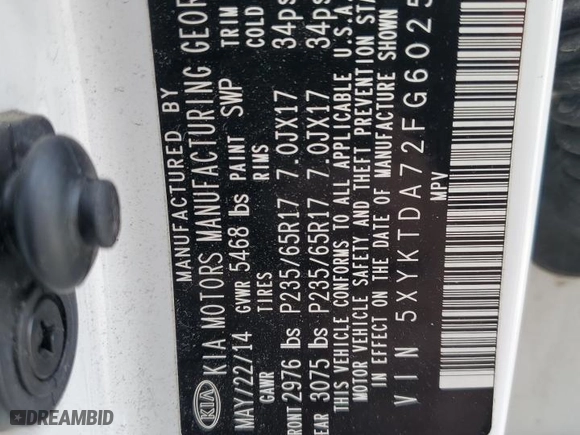 MANUFACTURED BY
KIA KIA MOTORS MANUFACTURING GEOR
MAY/22/14 GVWR 5468 lbs PAINT SWP TRIM
GAWR TIRES RIMS COLD
FRONT 2976 lbs P235/65R17 7.0JX17 34ps
REAR 3075 lbs P235/65R17 7.0JX17 34ps
THIS VEHICLE CONFORMS TO ALL APPLICABLE U.S.A.
MOTOR VEHICLE SAFETY AND THEFT PREVENTION STA
IN EFFECT ON THE DATE OF MANUFACTURE SHOWN
VIN 5XYKTDA72FG6025
MPV
DREAMBID